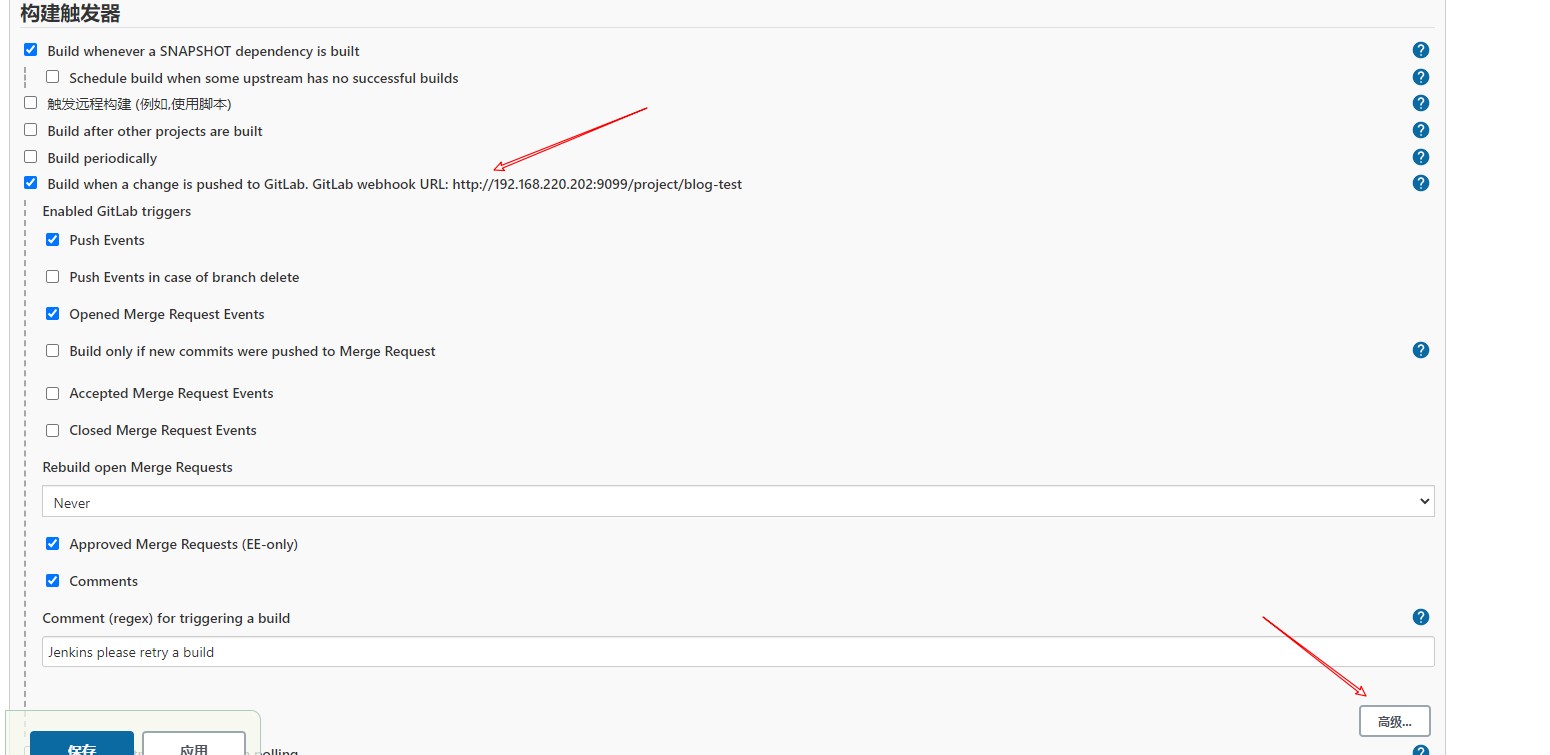 构建触发器
Build whenever a SNAPSHOT dependency is built
Schedule build when some upstream has no successful builds
触发远程构建 (例如,使用脚本)
Build after other projects are built
Build periodically
Build when a change is pushed to GitLab. GitLab webhook URL: http://192.168.220.202:9099/project/blog-test
Enabled GitLab triggers
Push Events
Push Events in case of branch delete
Opened Merge Request Events
Build only if new commits were pushed to Merge Request
Accepted Merge Request Events
Closed Merge Request Events
Rebuild open Merge Requests
Never
Approved Merge Requests (EE-only)
Comments
Comment (regex) for triggering a build
Jenkins please retry a build
高级...
保存 应用 polling